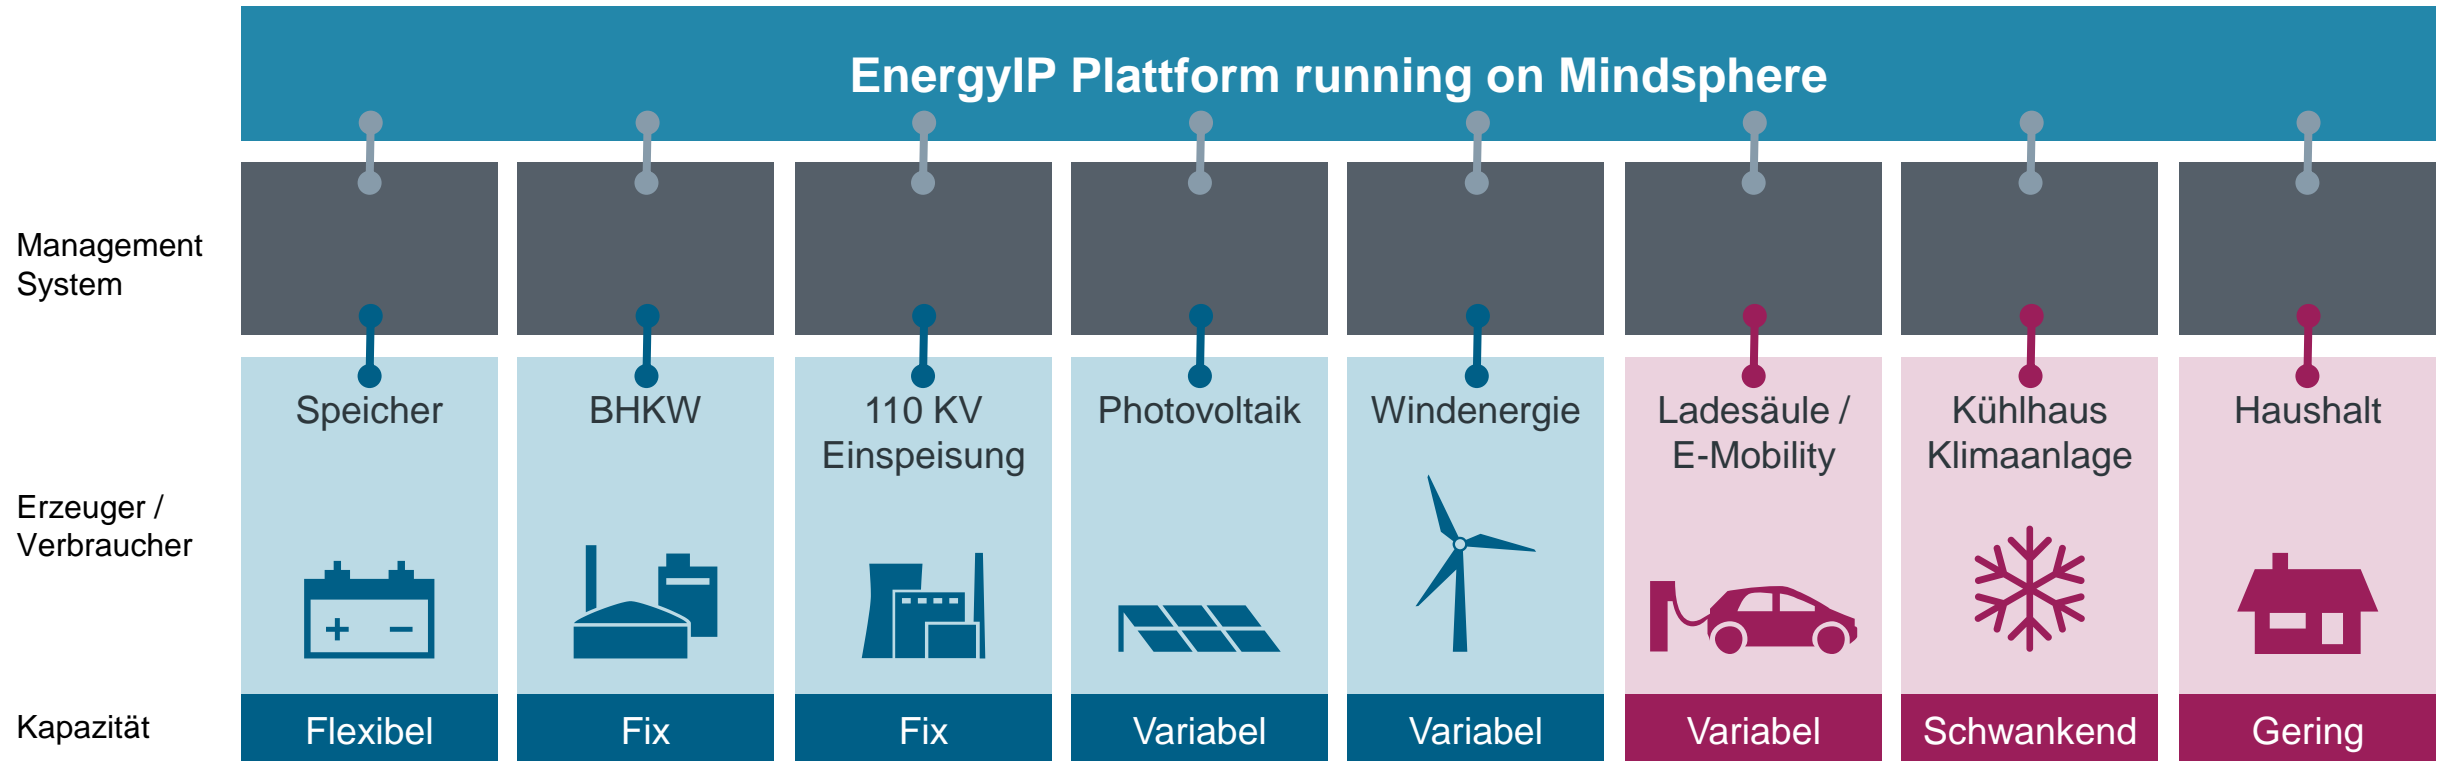 EnergyIP Plattform running on Mindsphere
Management
System
Erzeuger /
Verbraucher
Speicher
BHKW
110 KV
Einspeisung
Photovoltaik
Windenergie
Ladesäule /
E-Mobility
Kühlhaus
Klimaanlage
Haushalt
+ −
Kapazität
Flexibel
Fix
Fix
Variabel
Variabel
Variabel
Schwankend
Gering